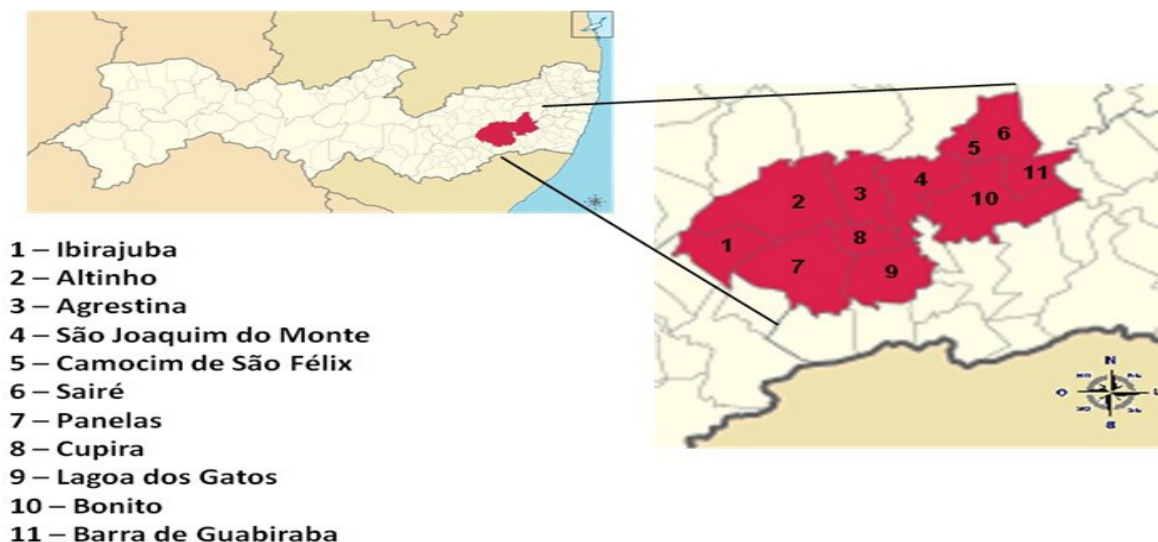 1 – Ibirajuba
2 – Altinho
3 – Agrestina
4 – São Joaquim do Monte
5 – Camocim de São Félix
6 – Sairé
7 – Panelas
8 – Cupira
9 – Lagoa dos Gatos
10 – Bonito
11 – Barra de Guabiraba
6
5
11
4
3
2
10
8
1
7
9
N
O